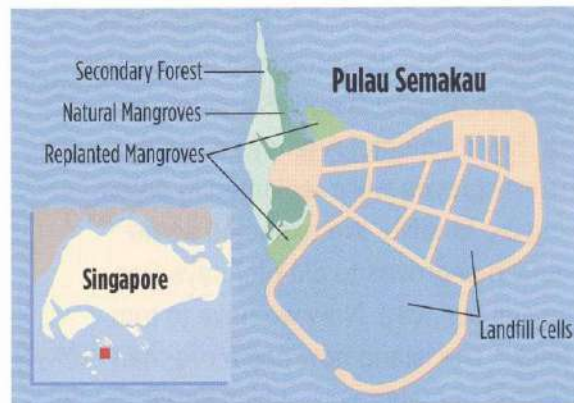 Pulau Semakau
Secondary Forest
Natural Mangroves
Replanted Mangroves
Singapore
Landfill Cells